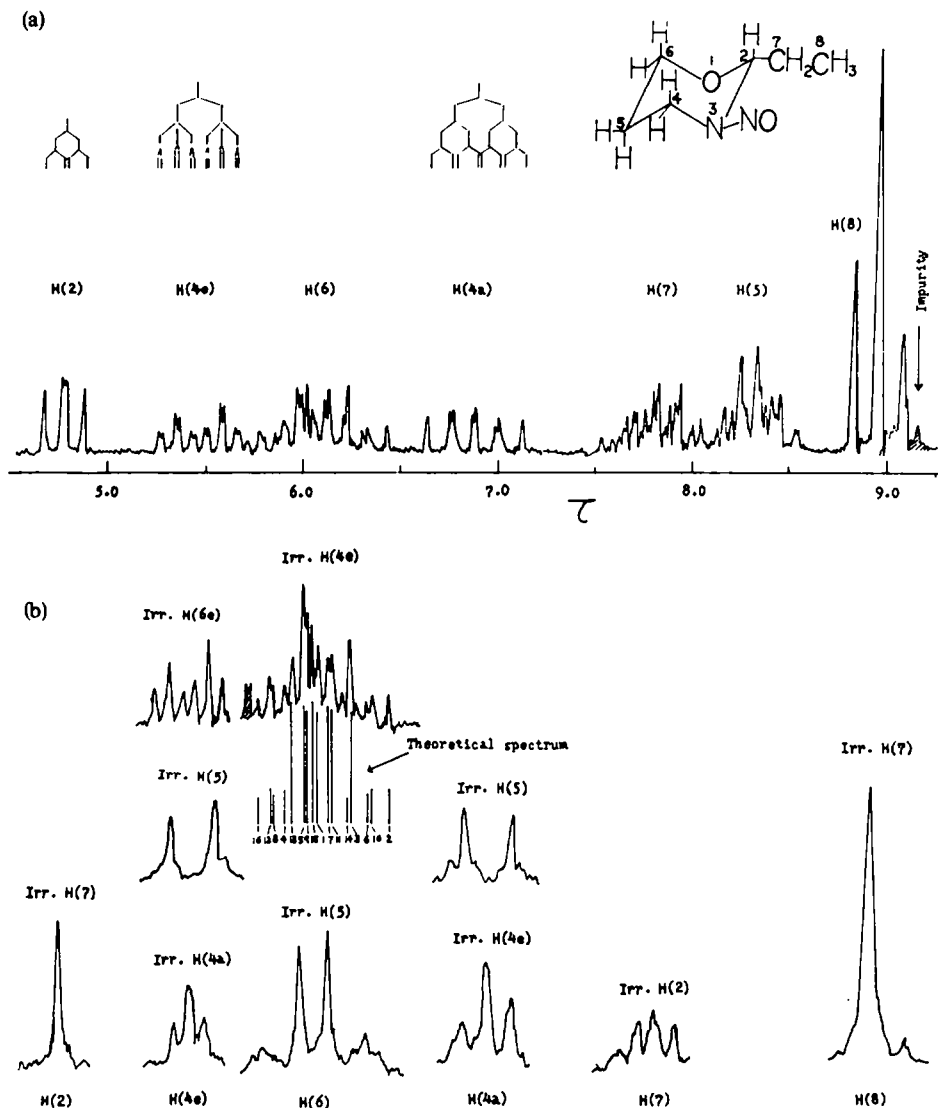 (a)
H H
6 1 2 7 8
H H O CH2CH3
4 3
5 H N NO
H H
H
H(2) H(4e) H(6) H(4a) H(7) H(5) H(8) Impurity
5.0 6.0 7.0 8.0 9.0
τ
(b)
Irr. H(4e)
Irr. H(6e)
Theoretical spectrum
Irr. H(5)
Irr. H(5)
Irr. H(7)
Irr. H(7)
Irr. H(5)
Irr. H(4a)
Irr. H(4e)
Irr. H(2)
H(2) H(4e) H(6) H(4a) H(7) H(8)